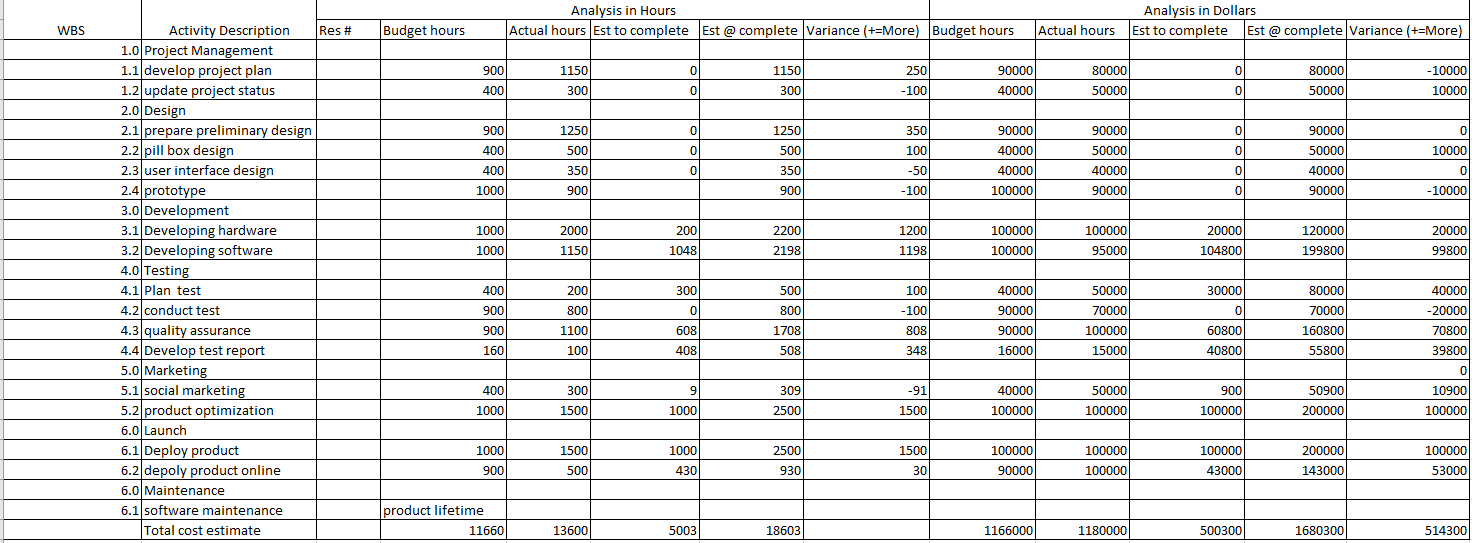 Analysis in Hours Analysis in Dollars
WBS Activity Description Res # Budget hours Actual hours Est to complete Est @ complete Variance (+=More) Budget hours Actual hours Est to complete Est @ complete Variance (+=More)
1.0 Project Management
1.1 develop project plan 900 1150 0 1150 250 90000 80000 0 80000 -10000
1.2 update project status 400 300 0 300 -100 40000 50000 0 50000 10000
2.0 Design
2.1 prepare preliminary design 900 1250 0 1250 350 90000 90000 0 90000 0
2.2 pill box design 400 500 0 500 100 40000 50000 0 50000 10000
2.3 user interface design 400 350 0 350 -50 40000 40000 0 40000 0
2.4 prototype 1000 900 900 -100 100000 90000 0 90000 -10000
3.0 Development
3.1 Developing hardware 1000 2000 200 2200 1200 100000 100000 20000 120000 20000
3.2 Developing software 1000 1150 1048 2198 1198 100000 95000 104800 199800 99800
4.0 Testing
4.1 Plan test 400 200 300 500 100 40000 50000 30000 80000 40000
4.2 conduct test 900 800 0 800 -100 90000 70000 0 70000 -20000
4.3 quality assurance 900 1100 608 1708 808 90000 100000 60800 160800 70800
4.4 Develop test report 160 100 408 508 348 16000 15000 40800 55800 39800
5.0 Marketing 0
5.1 social marketing 400 300 9 309 -91 40000 50000 900 50900 10900
5.2 product optimization 1000 1500 1000 2500 1500 100000 100000 100000 200000 100000
6.0 Launch
6.1 Deploy product 1000 1500 1000 2500 1500 100000 100000 100000 200000 100000
6.2 depoly product online 900 500 430 930 30 90000 100000 43000 143000 53000
6.0 Maintenance
6.1 software maintenance product lifetime
Total cost estimate 11660 13600 5003 18603 1166000 1180000 500300 1680300 514300